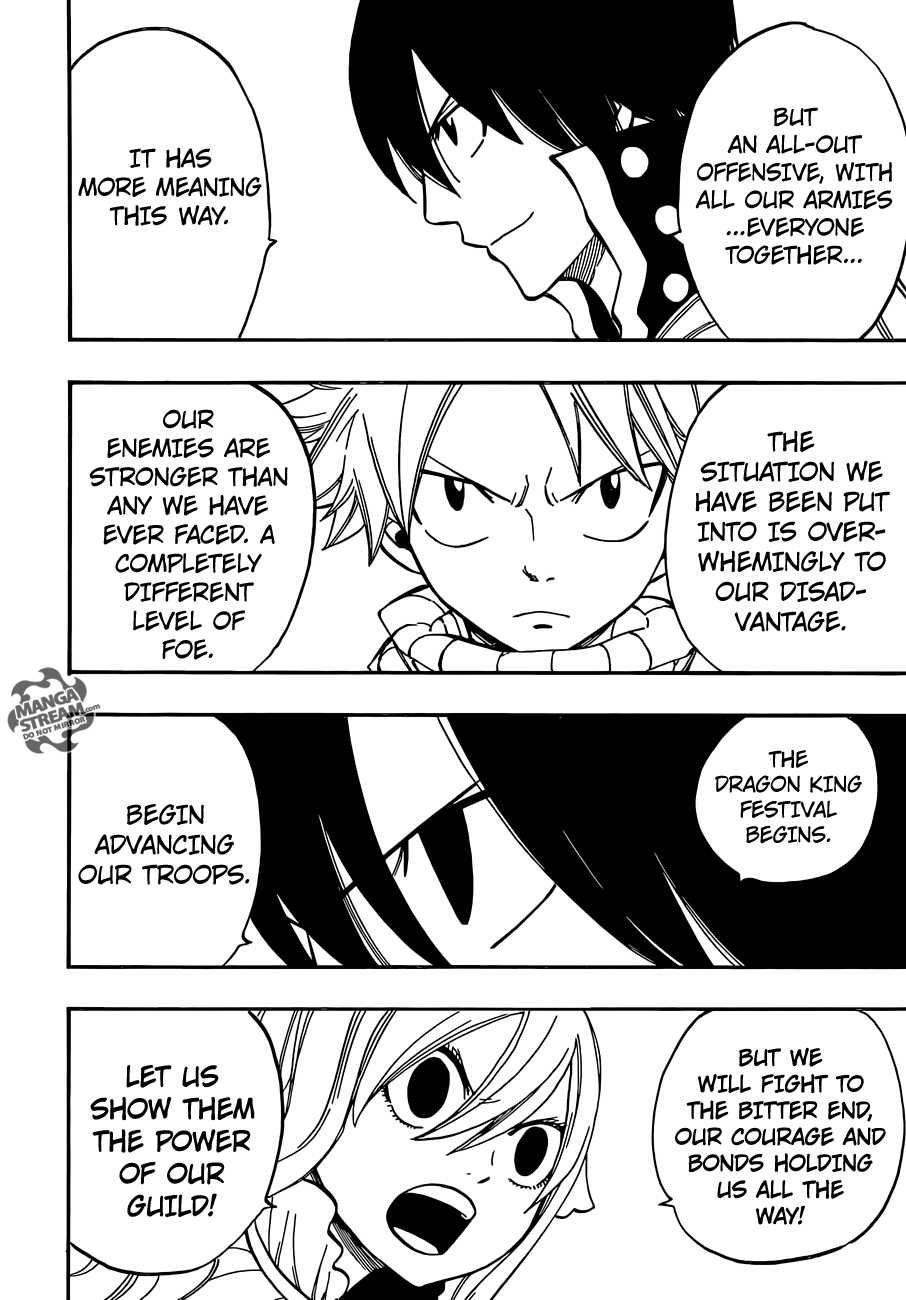 BUT
AN ALL-OUT
OFFENSIVE, WITH
ALL OUR ARMIES
...EVERYONE
TOGETHER...
IT HAS
MORE MEANING
THIS WAY.
THE
SITUATION WE
HAVE BEEN PUT
INTO IS OVER-
WHEMINGLY TO
OUR DISAD-
VANTAGE.
OUR
ENEMIES ARE
STRONGER THAN
ANY WE HAVE
EVER FACED. A
COMPLETELY
DIFFERENT
LEVEL OF
FOE.
MANGA
STREAM.com
DO NOT MIRROR
THE
DRAGON KING
FESTIVAL
BEGINS.
BEGIN
ADVANCING
OUR TROOPS.
BUT WE
WILL FIGHT TO
THE BITTER END,
OUR COURAGE AND
BONDS HOLDING
US ALL THE
WAY!
LET US
SHOW THEM
THE POWER
OF OUR
GUILD!